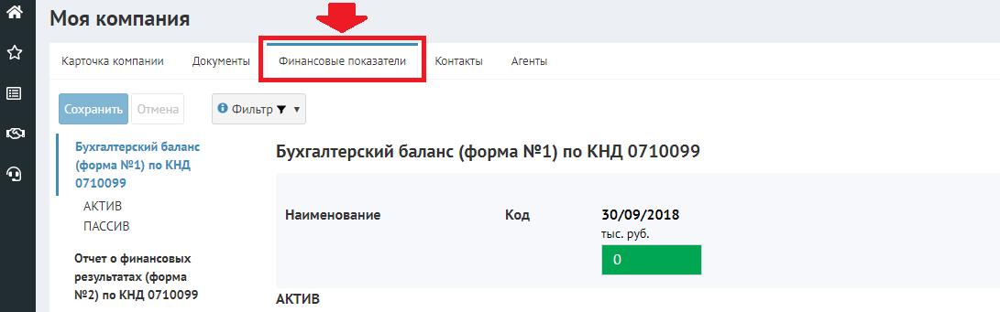 Моя компания
Карточка компании Документы Финансовые показатели Контакты Агенты
Сохранить Отмена Фильтр
Бухгалтерский баланс
(форма №1) по КНД
0710099
АКТИВ
ПАССИВ
Отчет о финансовых
результатах (форма
№2) по КНД 0710099
Бухгалтерский баланс (форма №1) по КНД 0710099
Наименование Код 30/09/2018
тыс. руб.
0
АКТИВ